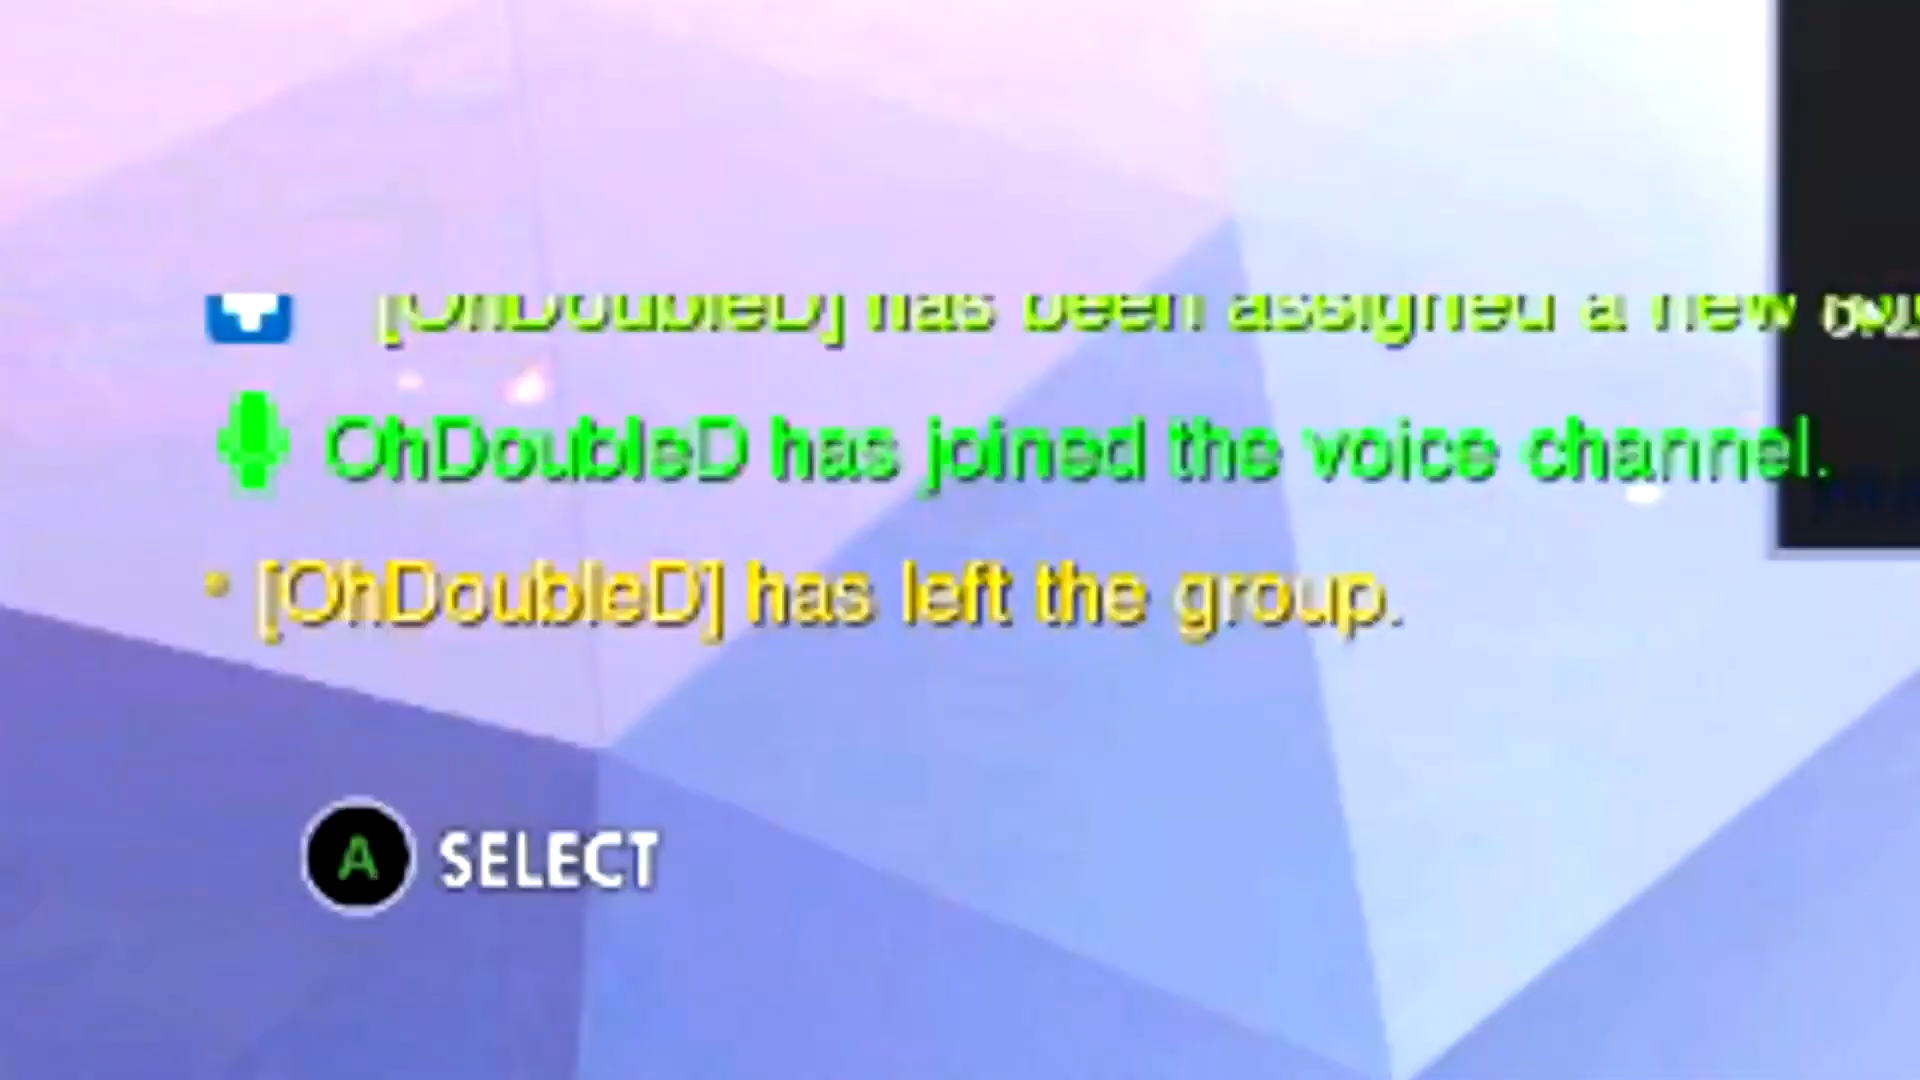 [OhDoubleD] has been assigned a new
OhDoubleD has joined the voice channel.
[OhDoubleD] has left the group.
A SELECT